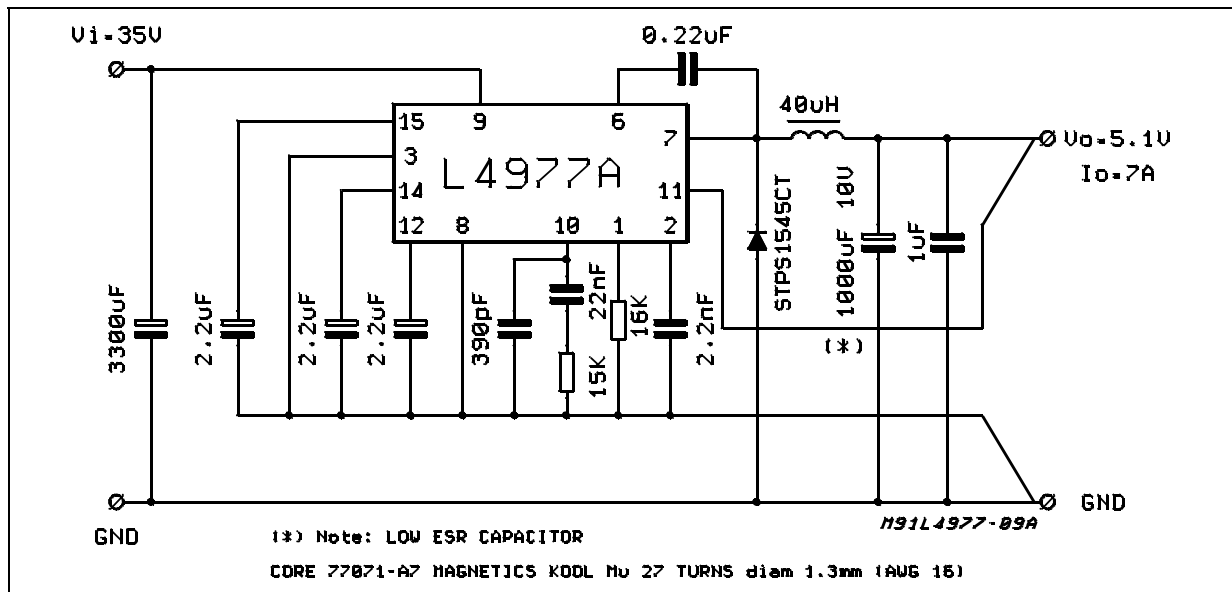 Vi=35V
0.22uF
40uH
15
9
6
7
3
14
11
L4977A
12
8
10
1
2
Vo=5.1V
Io=7A
3300uF
2.2uF
2.2uF
2.2uF
390pF
22nF
15K
16K
2.2nF
STPS1545CT
1000uF 10V
1uF
(*)
GND
GND
M91L4977-09A
(*) Note: LOW ESR CAPACITOR
CORE 77071-A7 MAGNETICS KOOL Mu 27 TURNS diam 1.3mm (AWG 16)